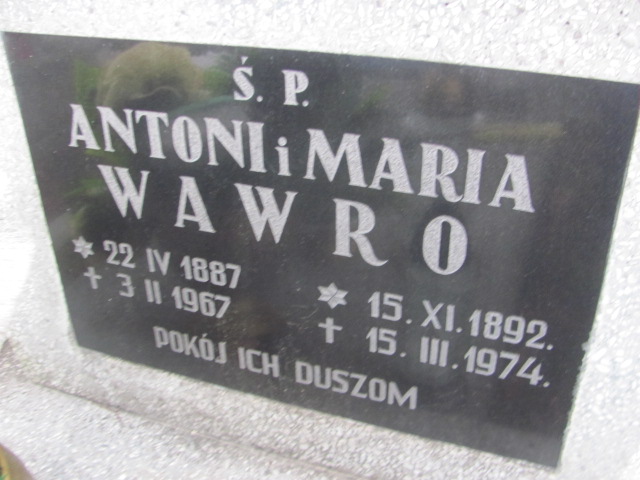 Ś. P.
ANTONI i MARIA
WAWRO
✡ 22 IV 1887
✝ 3 II 1967
✡ 15. XI. 1892.
✝ 15. III. 1974.
POKÓJ ICH DUSZOM